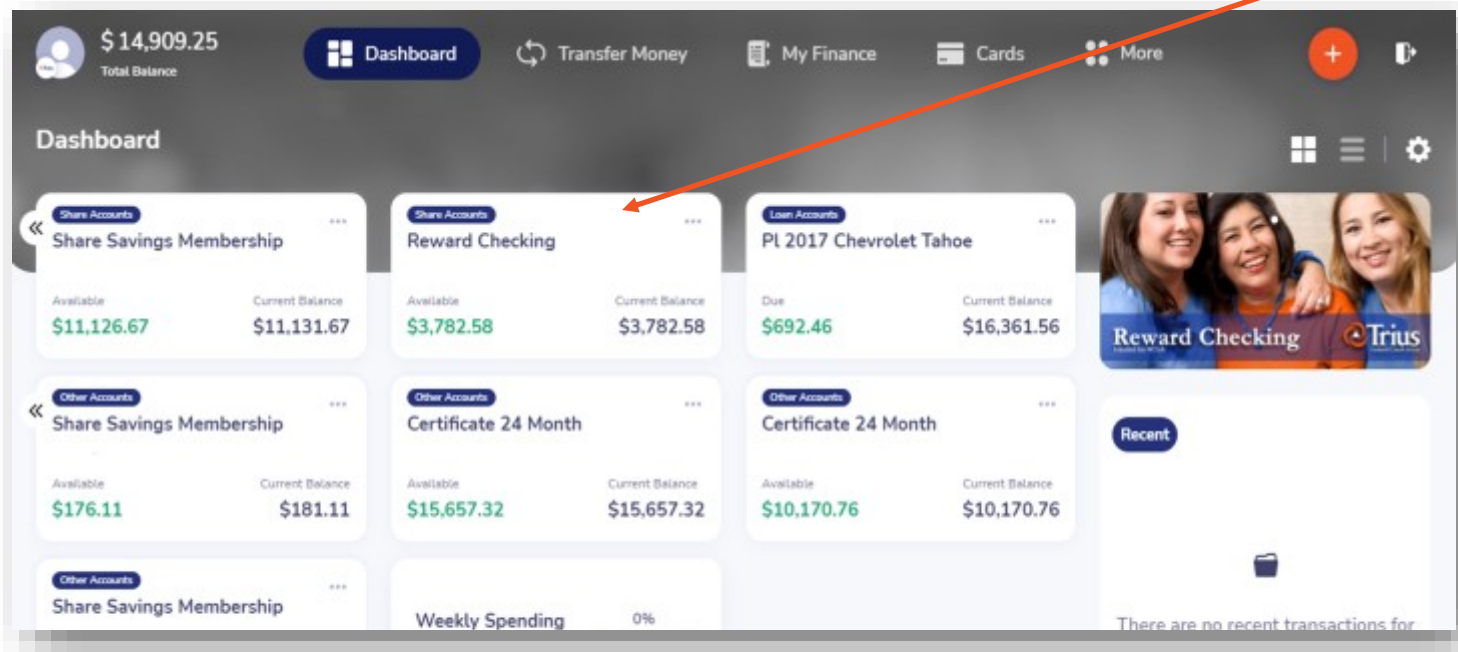 $ 14,909.25
Total Balance
Dashboard
Transfer Money
My Finance
Cards
More
Dashboard
Share Accounts
Share Savings Membership
Available
Current Balance
$11,126.67
$11,131.67
Share Accounts
Reward Checking
Available
Current Balance
$3,782.58
$3,782.58
Loan Accounts
Pl 2017 Chevrolet Tahoe
Due
Current Balance
$692.46
$16,361.56
Reward Checking
Trius
Other Accounts
Share Savings Membership
Available
Current Balance
$176.11
$181.11
Other Accounts
Certificate 24 Month
Available
Current Balance
$15,657.32
$15,657.32
Other Accounts
Certificate 24 Month
Available
Current Balance
$10,170.76
$10,170.76
Recent
There are no recent transactions for
Other Accounts
Share Savings Membership
Weekly Spending
0%